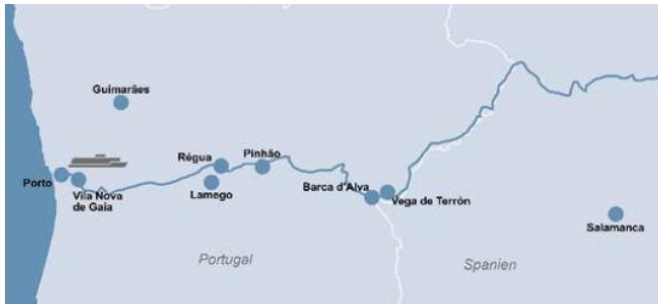 Guimarães
Porto
Vila Nova
de Gaia
Régua
Pinhão
Lamego
Barca d'Alva
Vega de Terrón
Salamanca
Portugal
Spanien